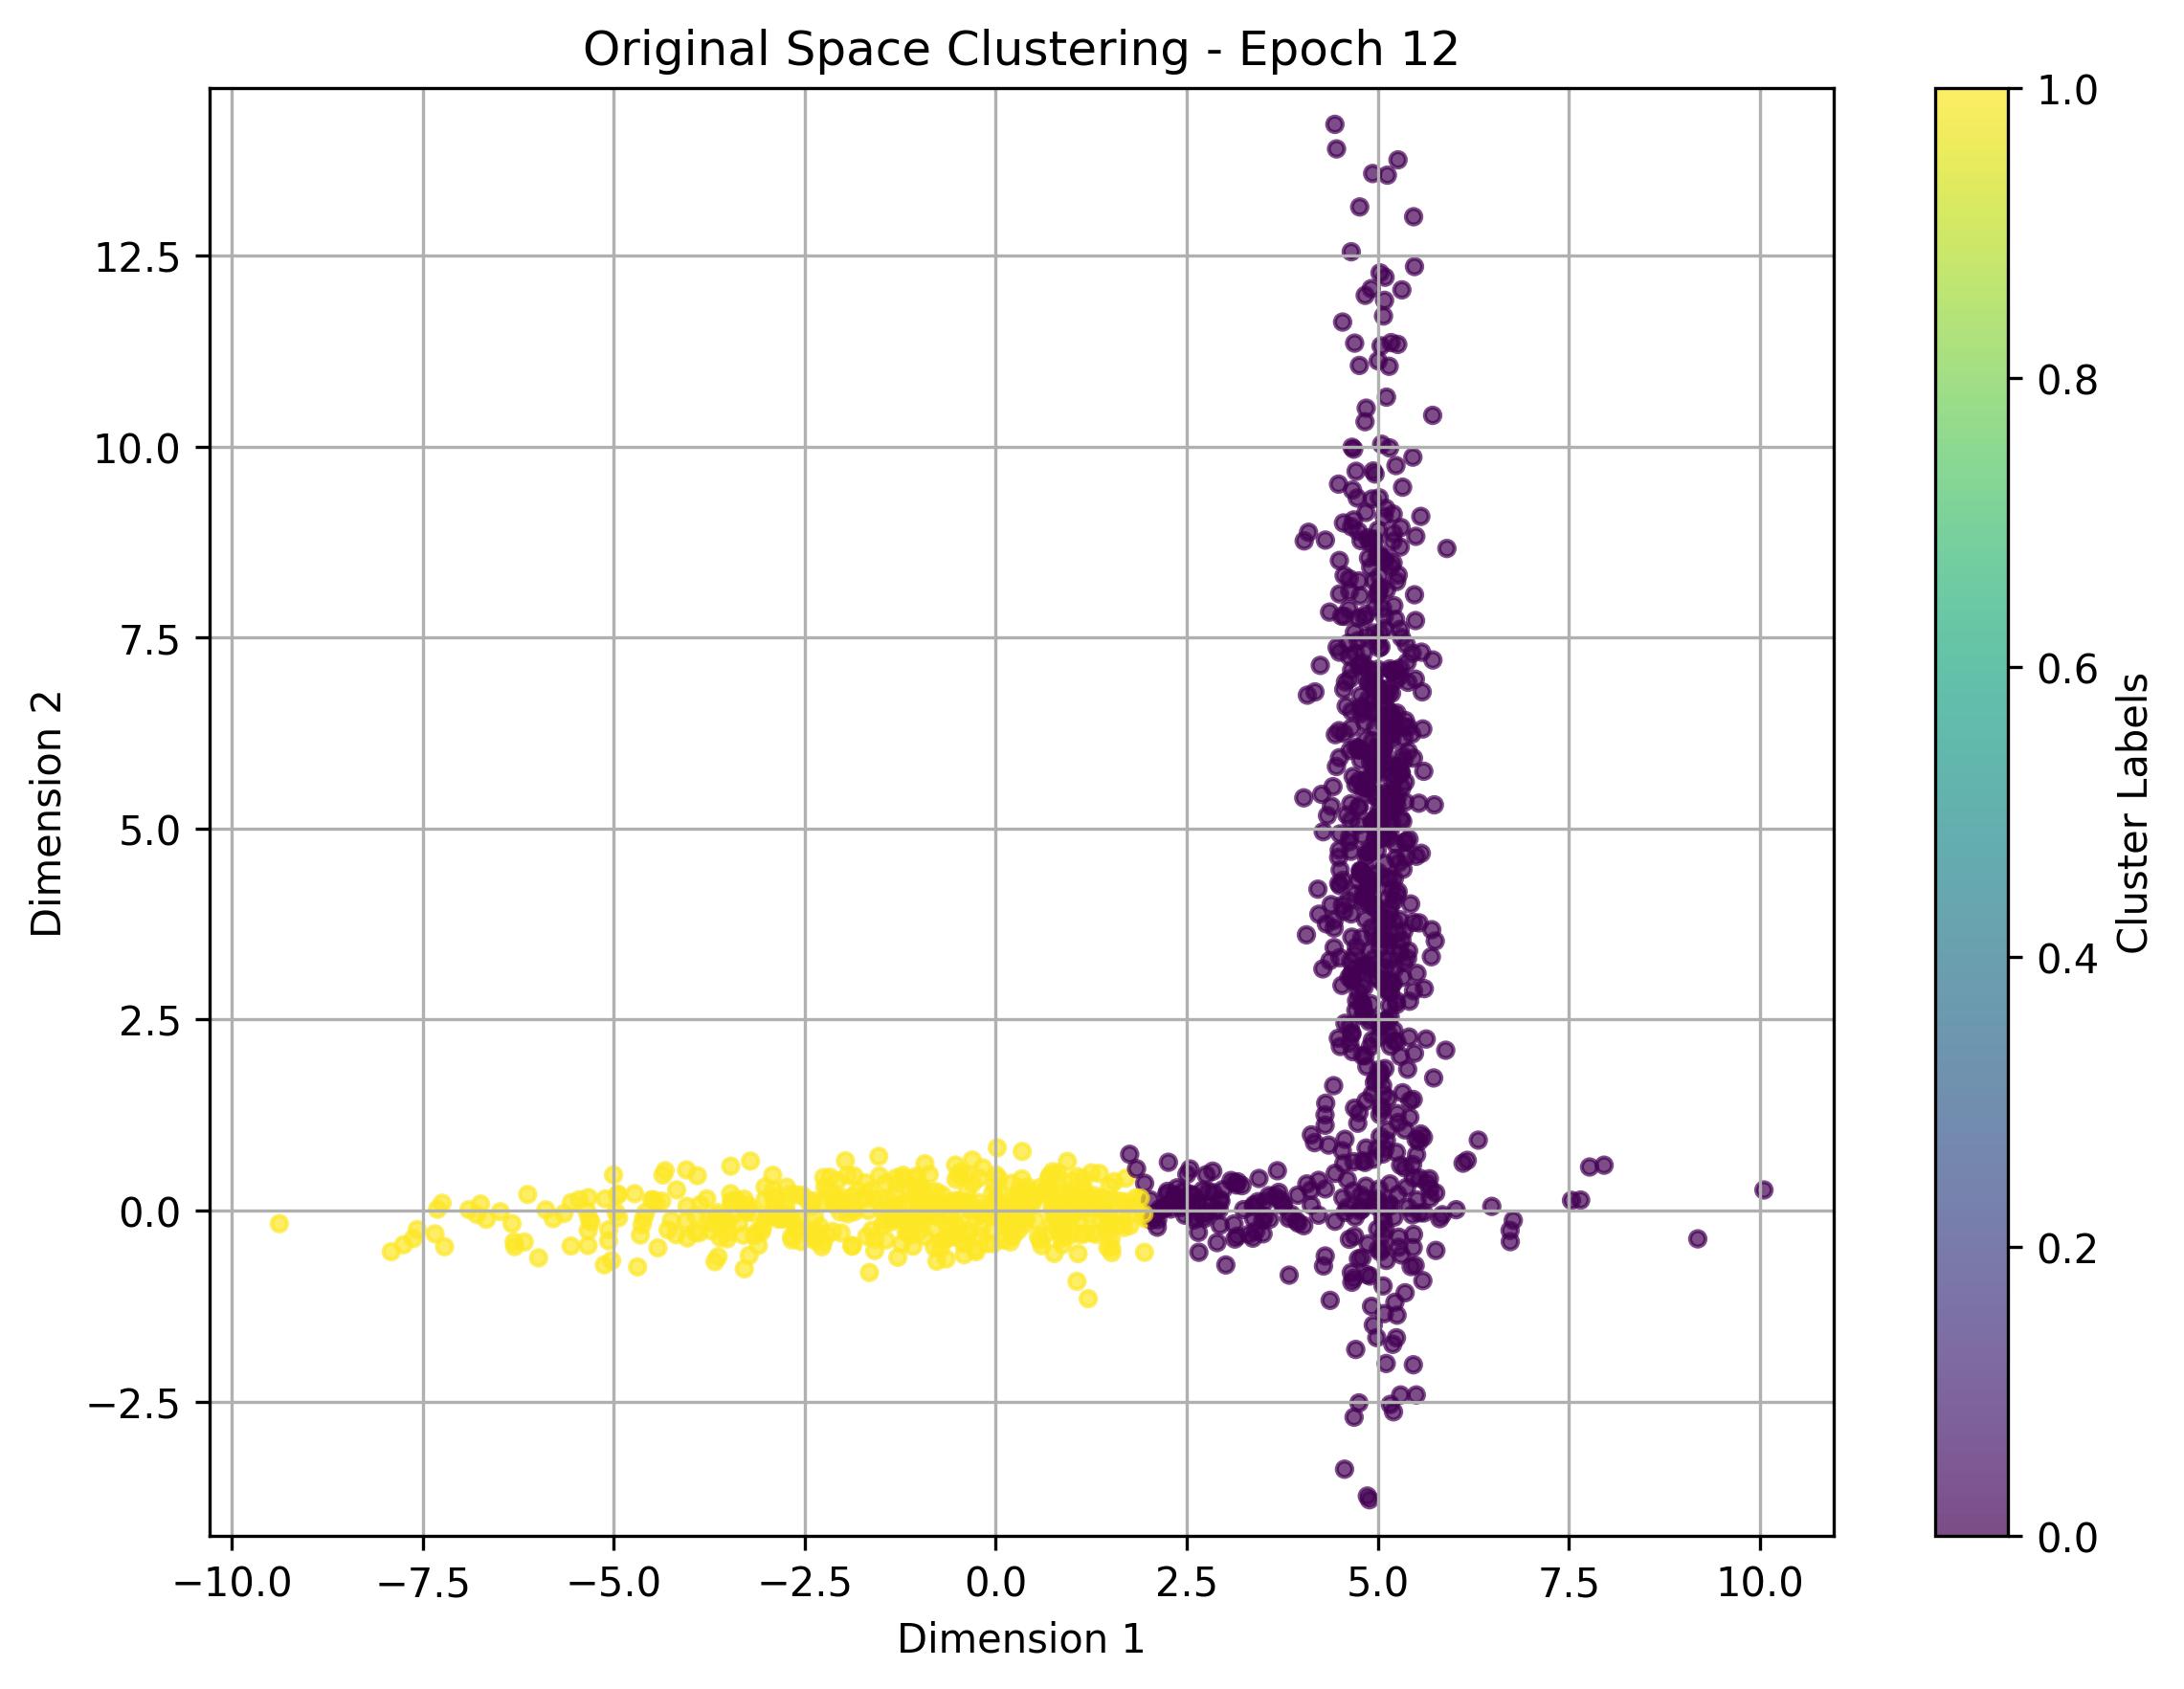 Original Space Clustering - Epoch 12
Dimension 2
12.5
10.0
7.5
5.0
2.5
0.0
−2.5
−10.0 −7.5 −5.0 −2.5 0.0 2.5 5.0 7.5 10.0
Dimension 1
1.0
0.8
0.6
0.4
0.2
0.0
Cluster Labels